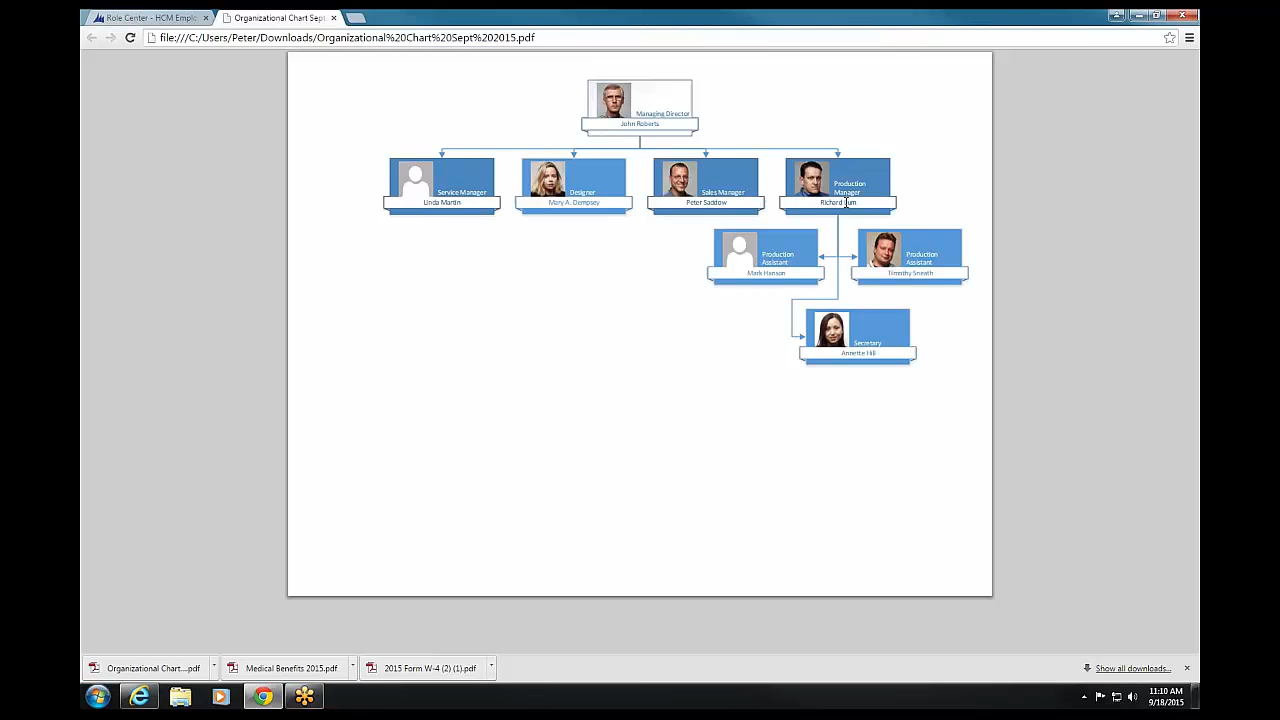 Role Center - HCM Emplo
Organizational Chart Sept
file:///C:/Users/Peter/Downloads/Organizational%20Chart%20Sept%202015.pdf
Managing Director
John Roberts
Service Manager
Linda Martin
Designer
Mary A. Dempsey
Sales Manager
Peter Saddow
Production
Manager
Richard
Production
Assistant
Mark Hanson
Production
Assistant
Timothy Sneath
Secretary
Annette Hill
Organizational Chart....pdf
Medical Benefits 2015.pdf
2015 Form W-4 (2) (1).pdf
Show all downloads...
11:10 AM
9/18/2015